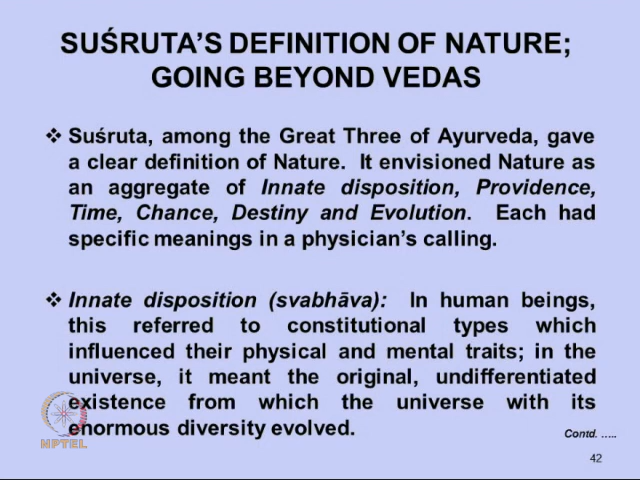 SUŚRUTA'S DEFINITION OF NATURE;
GOING BEYOND VEDAS
❖ Suśruta, among the Great Three of Ayurveda, gave
a clear definition of Nature. It envisioned Nature as
an aggregate of Innate disposition, Providence,
Time, Chance, Destiny and Evolution. Each had
specific meanings in a physician's calling.
❖ Innate disposition (svabhāva): In human beings,
this referred to constitutional types which
influenced their physical and mental traits; in the
universe, it meant the original, undifferentiated
existence from which the universe with its
enormous diversity evolved.
NPTEL
Contd. …..
42